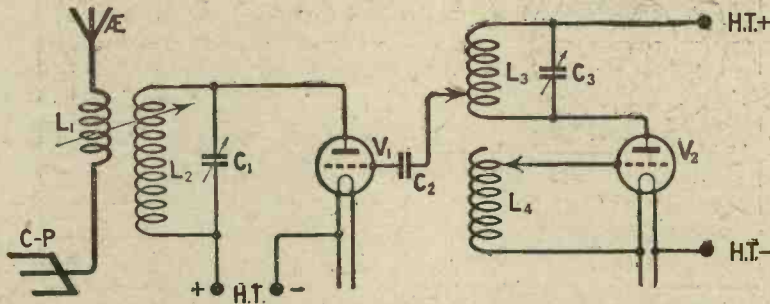 Æ
H.T.+
L₁
L₂
C₁
V₁
C₂
L₃
C₃
V₂
L₄
C-P
+ H.T. -
H.T.-